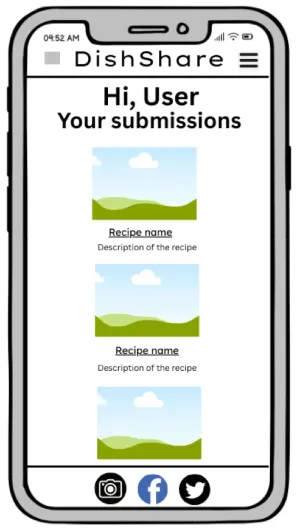 09:52 AM
DishShare
Hi, User
Your submissions
Recipe name
Description of the recipe
Recipe name
Description of the recipe